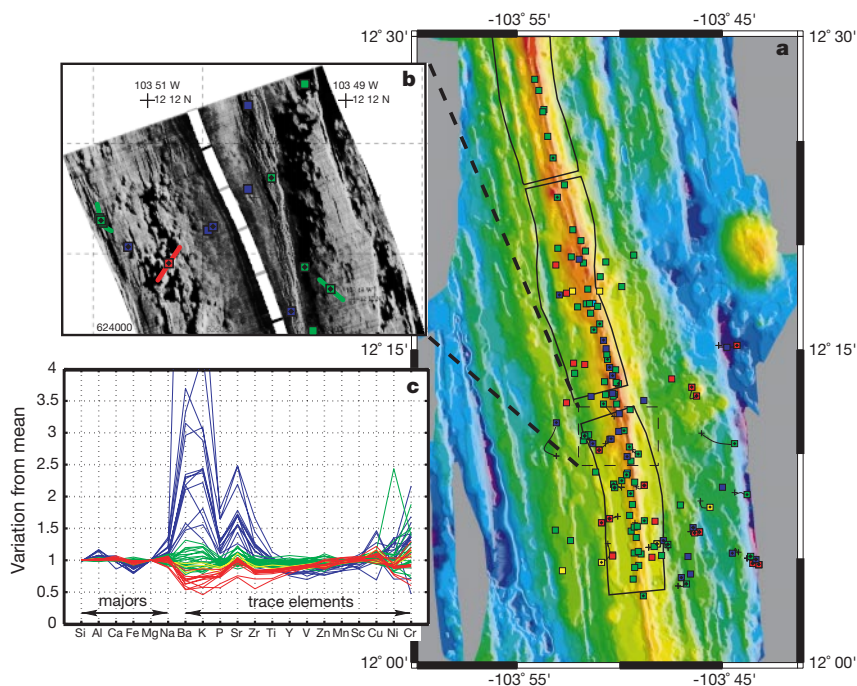 -103° 55'
-103° 45'
12° 30'
12° 30'
a
b
103 51 W
12 12 N
103 49 W
12 12 N
624000
12° 15'
12° 15'
c
Variation from mean
4
3.5
3
2.5
2
1.5
1
0.5
0
majors
trace elements
Si Al Ca Fe Mg Na Ba K P Sr Zr Ti Y V Zn Mn Sc Cu Ni Cr
12° 00'
12° 00'
-103° 55'
-103° 45'